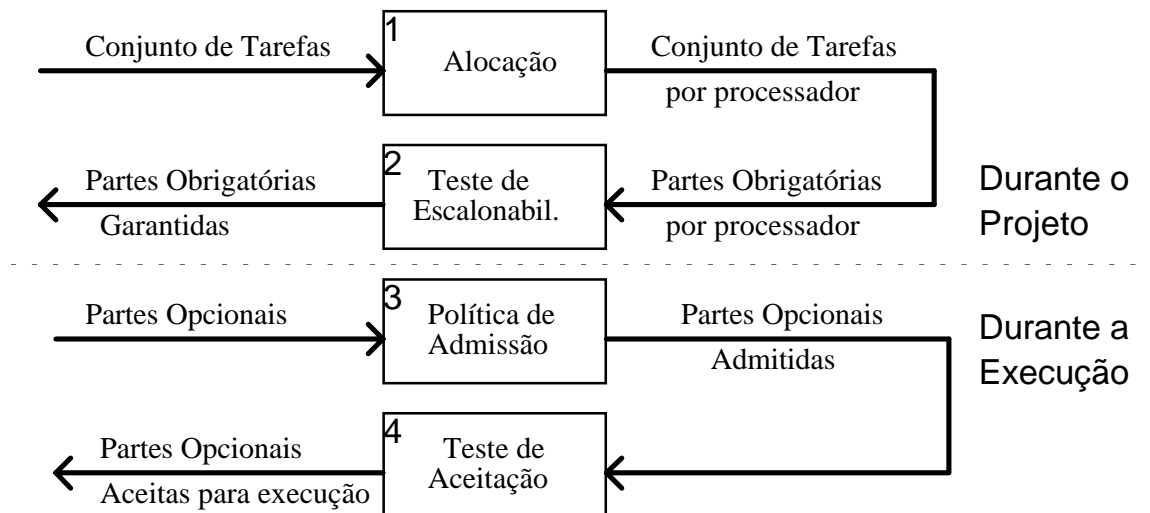 1
Conjunto de Tarefas
Alocação
Conjunto de Tarefas
por processador
2
Partes Obrigatórias
Garantidas
Teste de
Escalonabil.
Partes Obrigatórias
por processador
Durante o
Projeto
3
Partes Opcionais
Política de
Admissão
Partes Opcionais
Admitidas
Durante a
Execução
4
Partes Opcionais
Aceitas para execução
Teste de
Aceitação